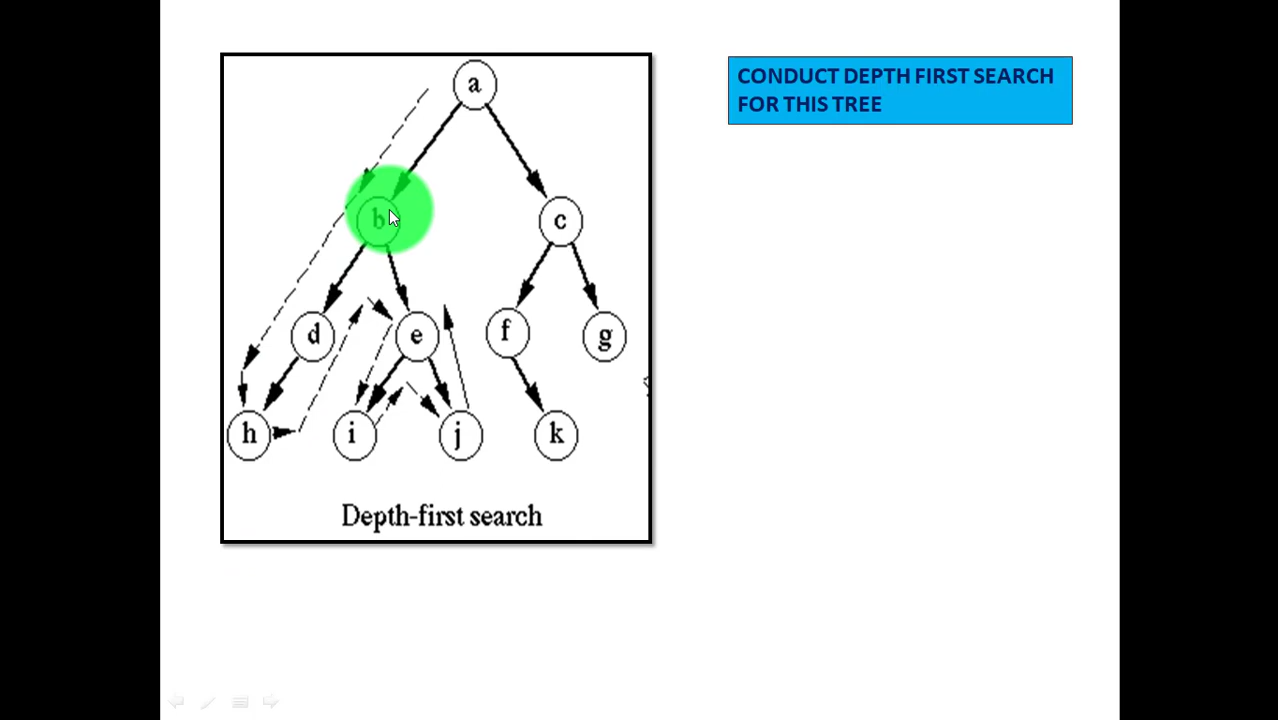 CONDUCT DEPTH FIRST SEARCH
FOR THIS TREE
a
b
c
d
e
f
g
h
i
j
k
Depth-first search